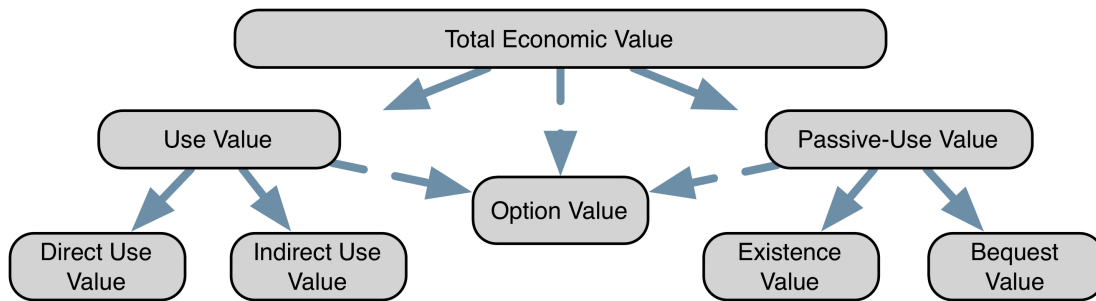 Total Economic Value
Use Value
Passive-Use Value
Option Value
Direct Use
Value
Indirect Use
Value
Existence
Value
Bequest
Value